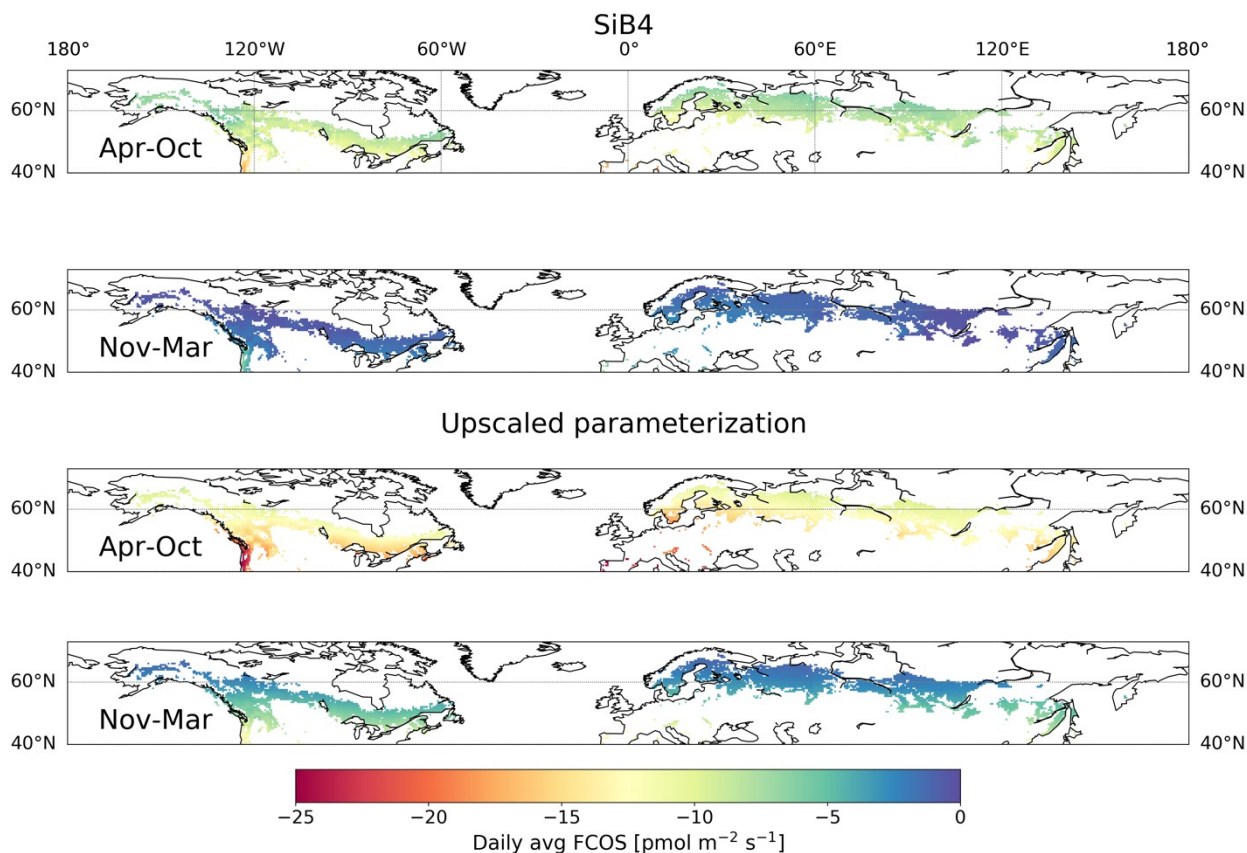 SiB4
180° 120°W 60°W 0° 60°E 120°E 180°
60°N 60°N
Apr-Oct
40°N 40°N
60°N 60°N
Nov-Mar
40°N 40°N
Upscaled parameterization
60°N 60°N
Apr-Oct
40°N 40°N
60°N 60°N
Nov-Mar
40°N 40°N
−25 −20 −15 −10 −5 0
Daily avg FCOS [pmol m⁻² s⁻¹]